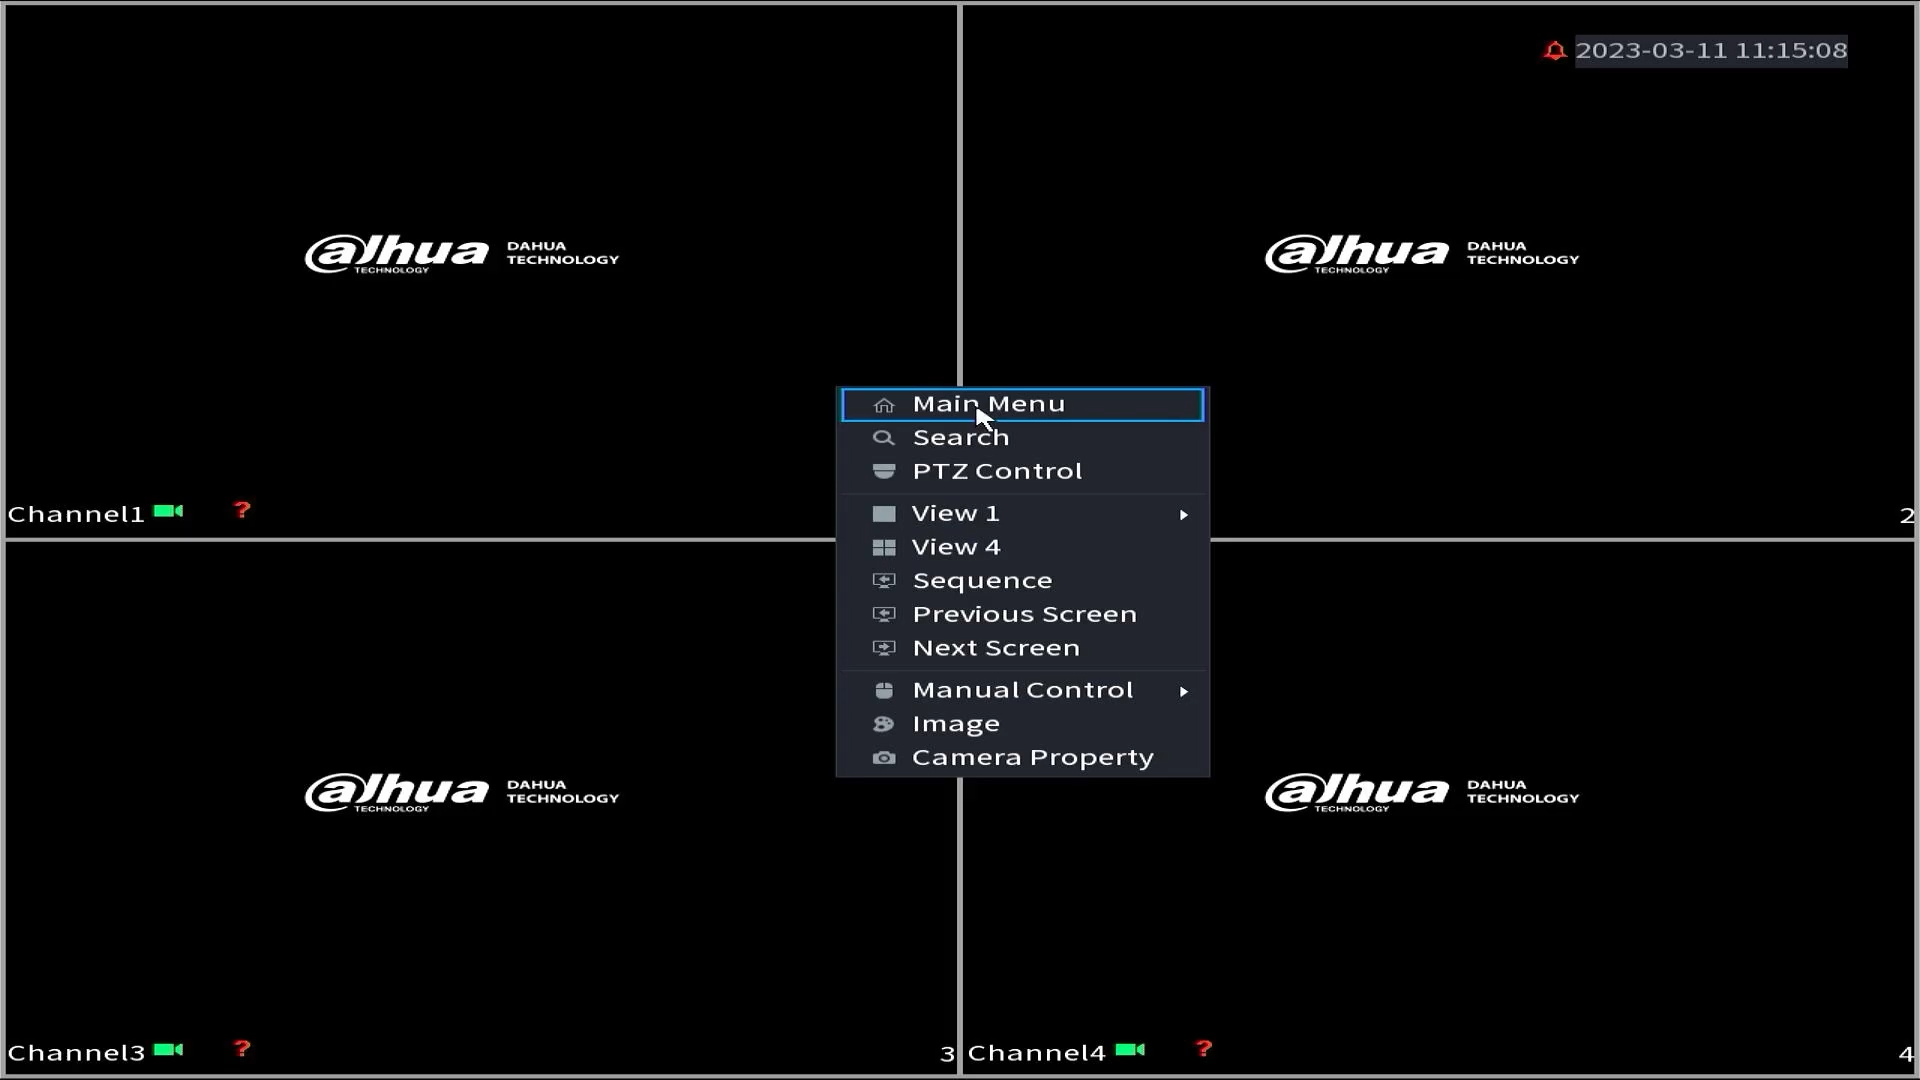 2023-03-11 11:15:08
alhua DAHUA
TECHNOLOGY TECHNOLOGY
alhua DAHUA
TECHNOLOGY TECHNOLOGY
Main Menu
Search
PTZ Control
View 1
View 4
Sequence
Previous Screen
Next Screen
Manual Control
Image
Camera Property
Channel1 ?
2
alhua DAHUA
TECHNOLOGY TECHNOLOGY
alhua DAHUA
TECHNOLOGY TECHNOLOGY
Channel3 ? 3
Channel4 ? 4